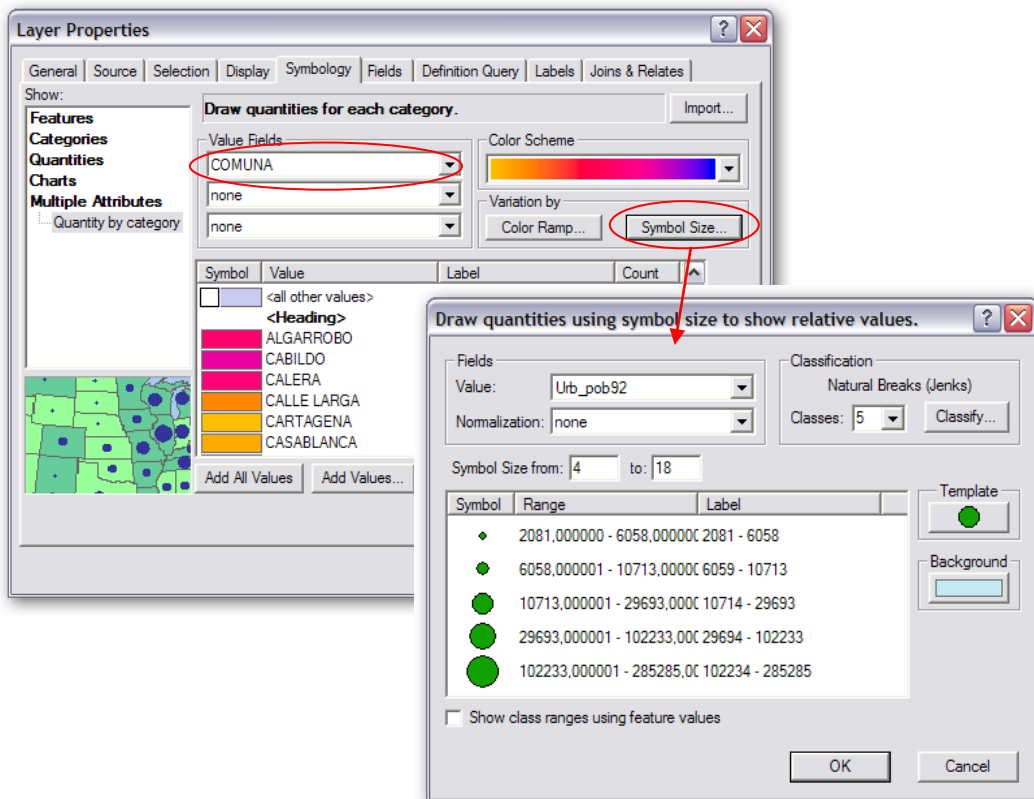 Layer Properties
General Source Selection Display Symbology Fields Definition Query Labels Joins & Relates
Show:
Features
Categories
Quantities
Charts
Multiple Attributes
Quantity by category
Draw quantities for each category.
Import...
Value Fields
COMUNA
none
none
Color Scheme
Variation by
Color Ramp... Symbol Size...
Symbol Value Label Count
<all other values>
<Heading>
ALGARROBO
CABILDO
CALERA
CALLE LARGA
CARTAGENA
CASABLANCA
Add All Values Add Values...
Draw quantities using symbol size to show relative values.
Fields
Value: Urb_pob92
Normalization: none
Classification
Natural Breaks (Jenks)
Classes: 5 Classify...
Symbol Size from: 4 to: 18
Symbol Range Label
2081,000000 - 6058,000000 2081 - 6058
6058,000001 - 10713,0000 6059 - 10713
10713,000001 - 29693,000 10714 - 29693
29693,000001 - 102233,00 29694 - 102233
102233,000001 - 285285,0 102234 - 285285
Template
Background
Show class ranges using feature values
OK Cancel